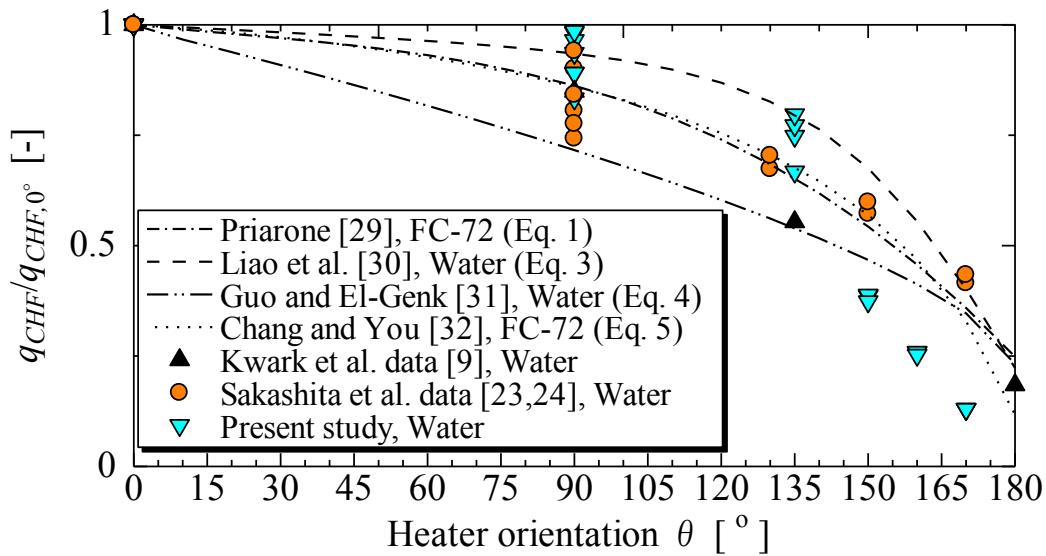 1
0.5
0
q_CHF/q_CHF,0° [-]
Priarone [29], FC-72 (Eq. 1)
Liao et al. [30], Water (Eq. 3)
Guo and El-Genk [31], Water (Eq. 4)
Chang and You [32], FC-72 (Eq. 5)
Kwark et al. data [9], Water
Sakashita et al. data [23,24], Water
Present study, Water
0 15 30 45 60 75 90 105 120 135 150 165 180
Heater orientation θ [ ° ]